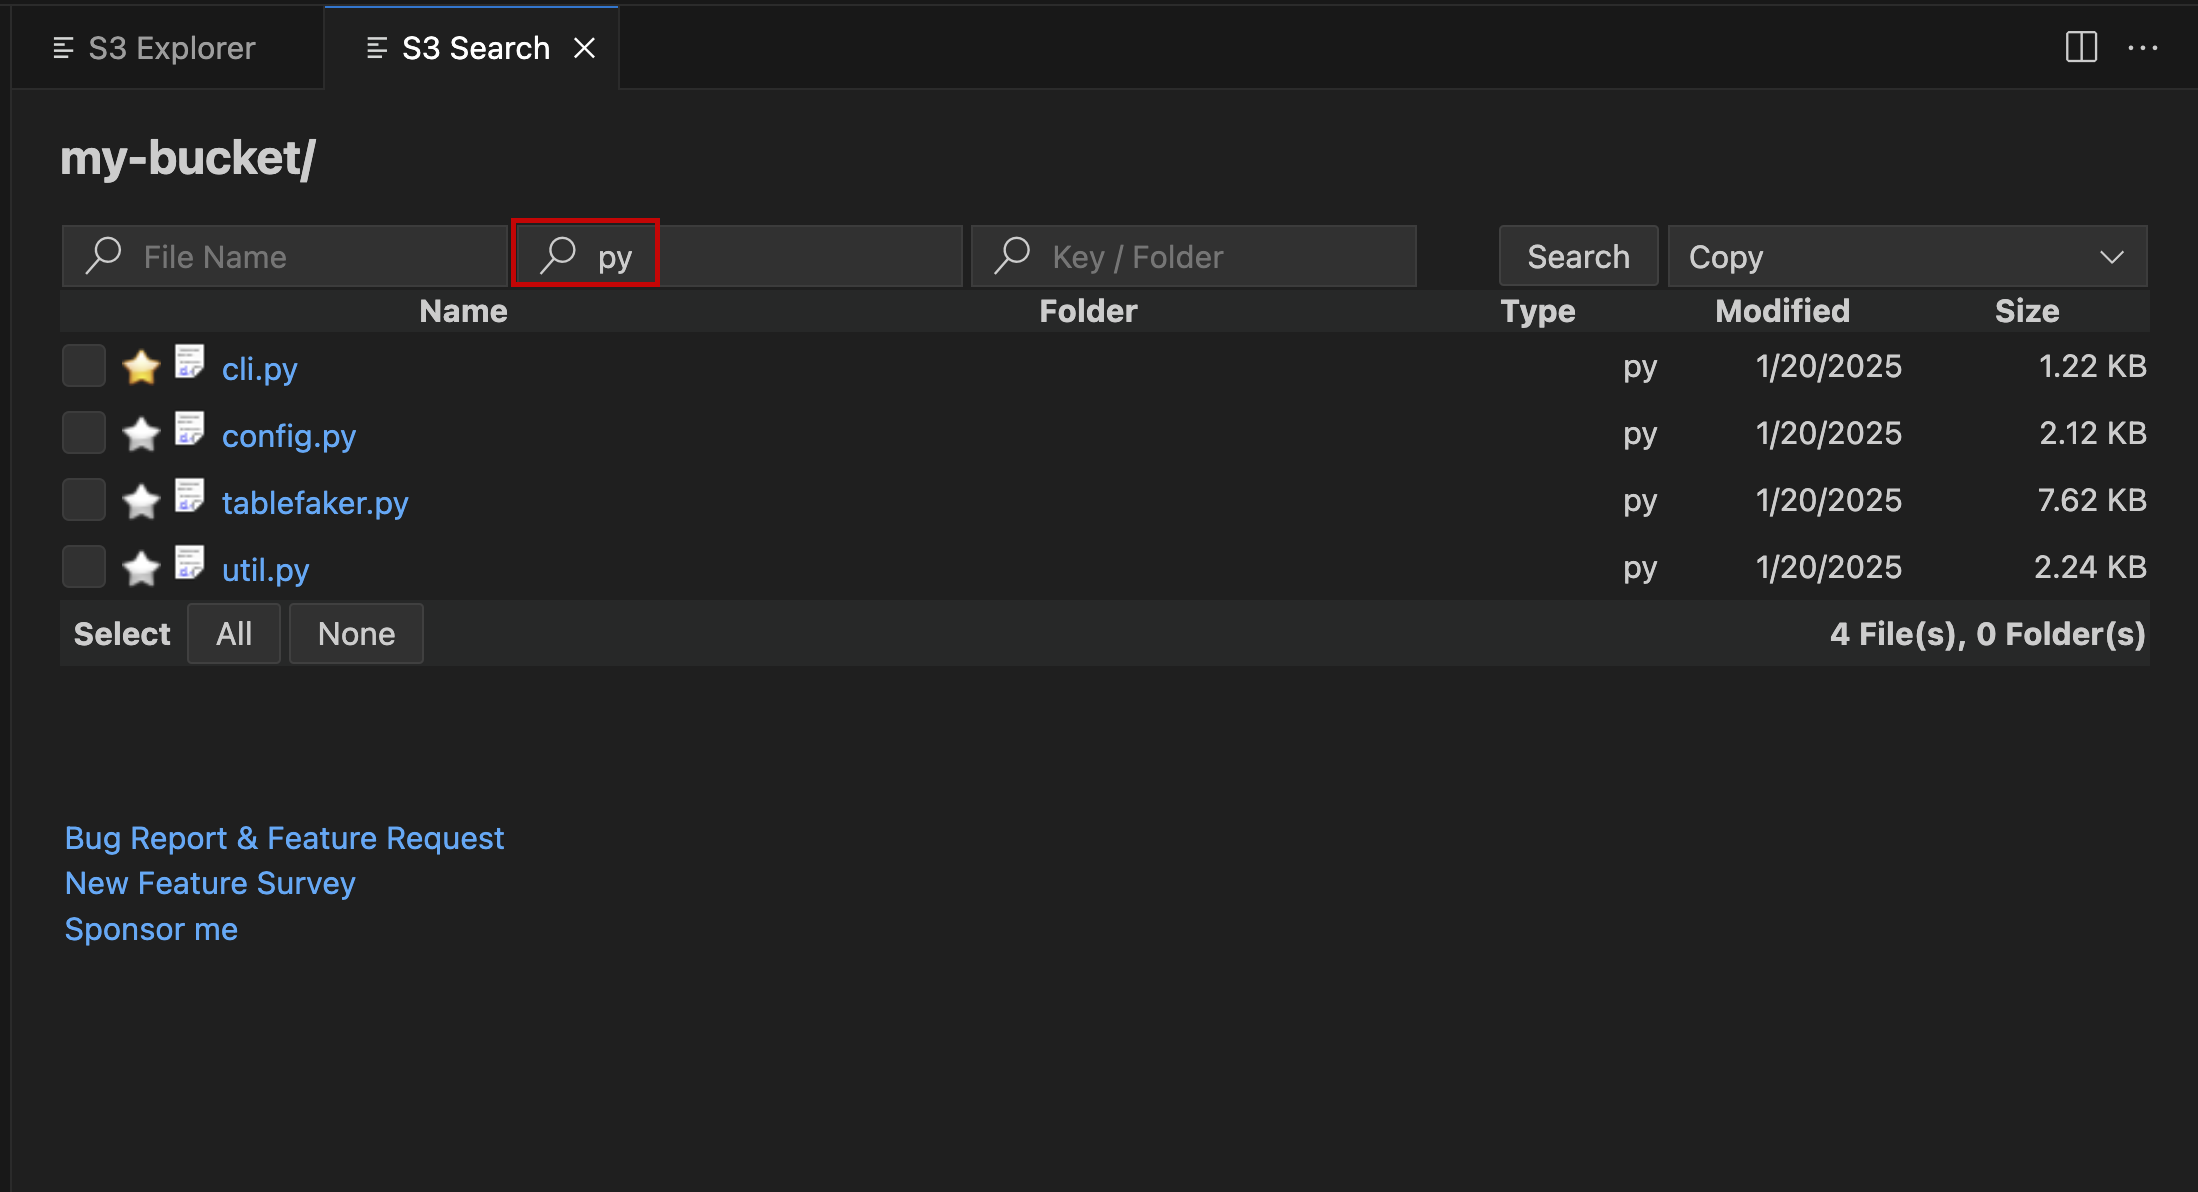 S3 Explorer
S3 Search
my-bucket/
File Name
py
Key / Folder
Search
Copy
Name Folder Type Modified Size
cli.py py 1/20/2025 1.22 KB
config.py py 1/20/2025 2.12 KB
tablefaker.py py 1/20/2025 7.62 KB
util.py py 1/20/2025 2.24 KB
Select All None 4 File(s), 0 Folder(s)
Bug Report & Feature Request
New Feature Survey
Sponsor me